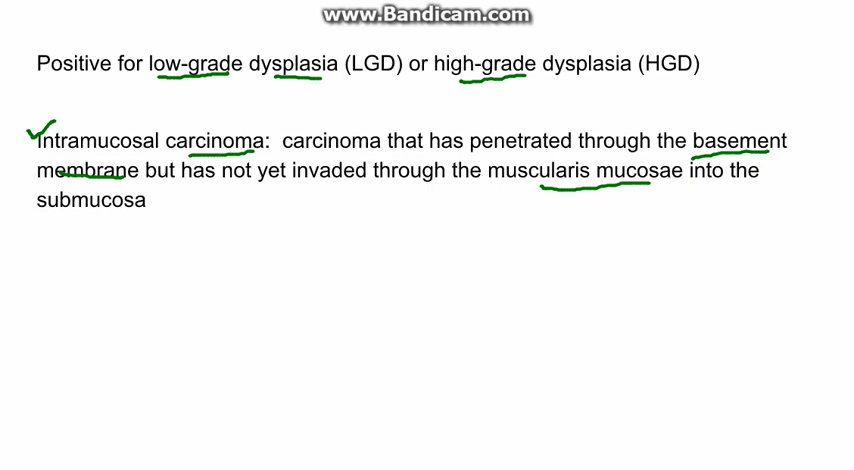 www.Bandicam.com
Positive for low-grade dysplasia (LGD) or high-grade dysplasia (HGD)
Intramucosal carcinoma: carcinoma that has penetrated through the basement
membrane but has not yet invaded through the muscularis mucosae into the
submucosa